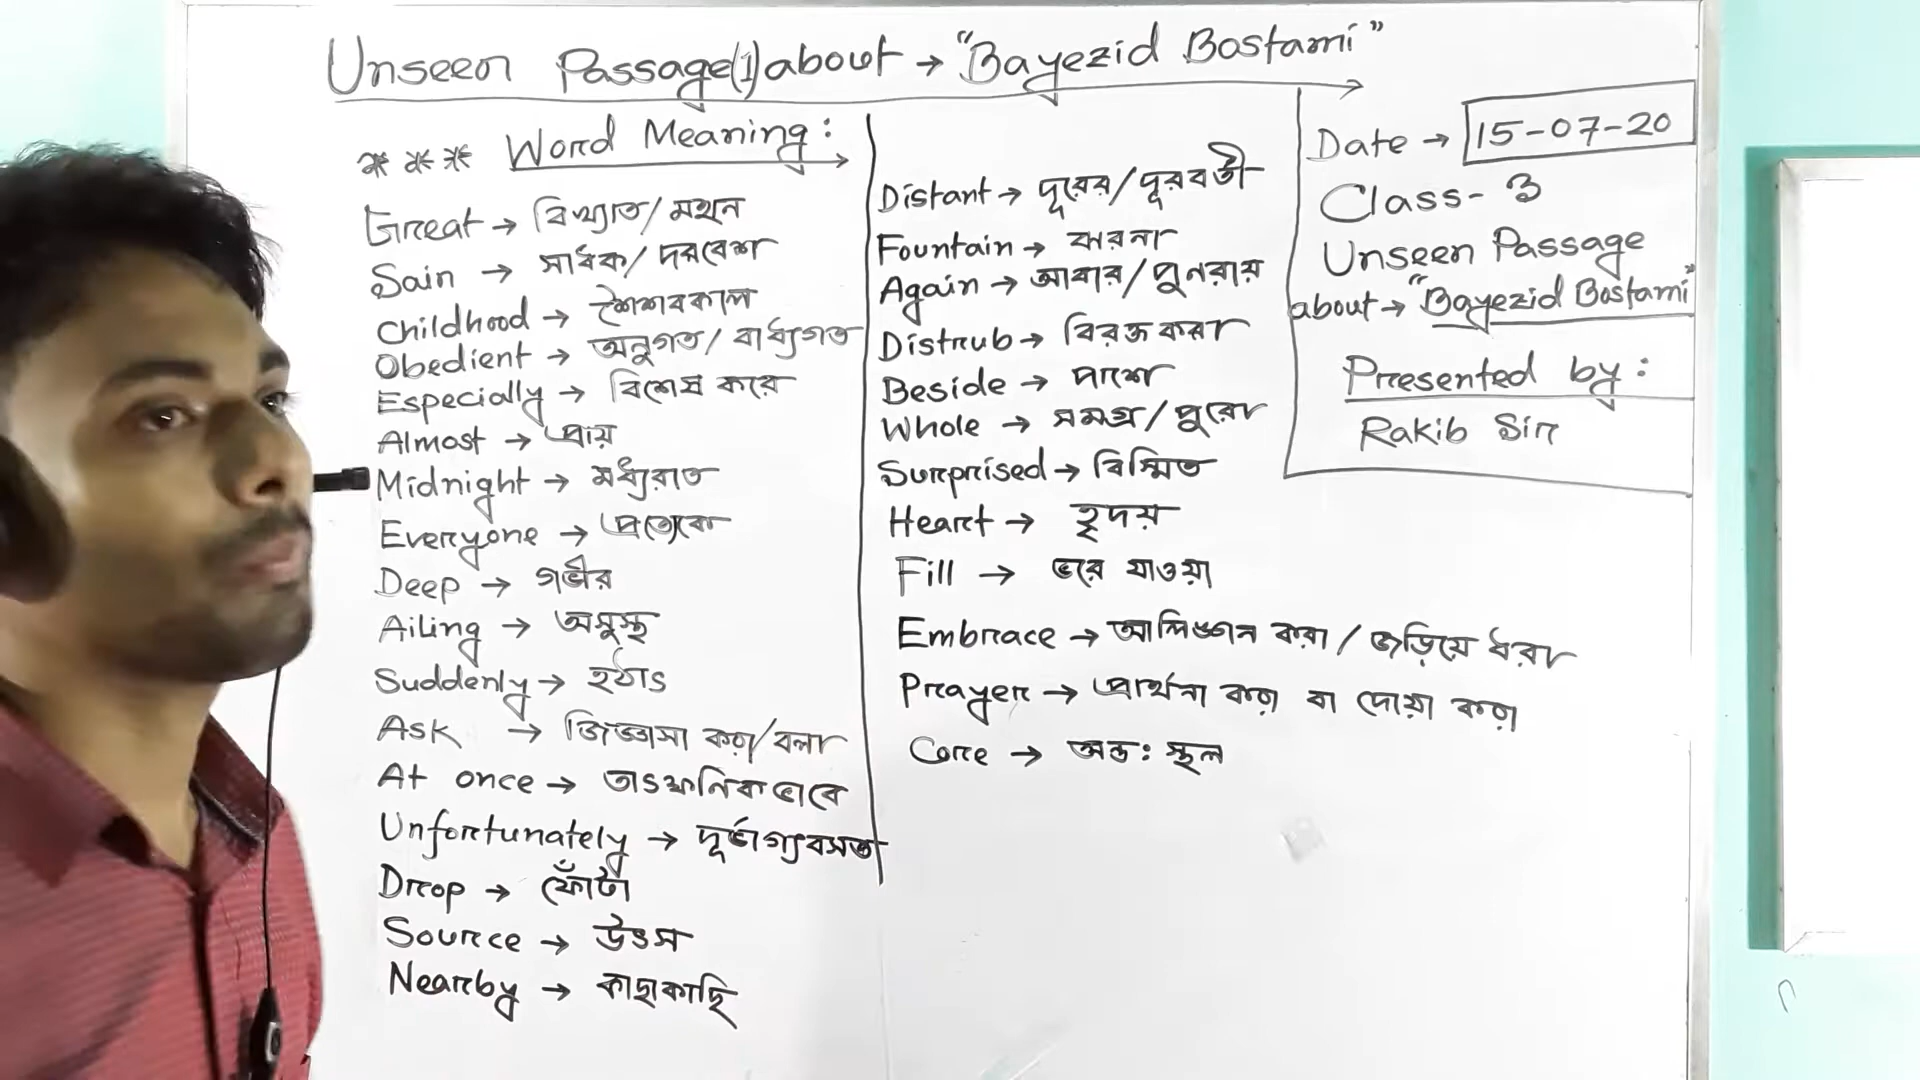 Unseen Passage(1) about → "Bayezid Bostami"
*** Word Meaning:
Great → বিখ্যাত/মহান
Sain → সাধক/দরবেশ
Childhood → শৈশবকাল
Obedient → অনুগত/বাধ্যগত
Especially → বিশেষ করে
Almost → প্রায়
Midnight → মধ্যরাত
Everyone → প্রত্যেকে
Deep → গভীর
Ailing → অসুস্থ
Suddenly → হঠাৎ
Ask → জিজ্ঞাসা করা/বলা
At once → তাৎক্ষনিকভাবে
Unfortunately → দূর্ভাগ্যবসত
Drop → ফোঁটা
Source → উৎস
Nearby → কাছাকাছি
Distant → দূরের/দূরবর্তী
Fountain → ঝরনা
Again → আবার/পুনরায়
Distrub → বিরক্ত করা
Beside → পাশে
Whole → সমগ্র/পুরো
Surprised → বিস্মিত
Heart → হৃদয়
Fill → ভরে যাওয়া
Embrace → আলিঙ্গন করা / জড়িয়ে ধরা
Prayer → প্রার্থনা করা বা দোয়া করা
Core → অন্ত: স্থল
Date → 15-07-20
Class- 3
Unseen Passage
about → "Bayezid Bostami"
Presented by:
Rakib Sir